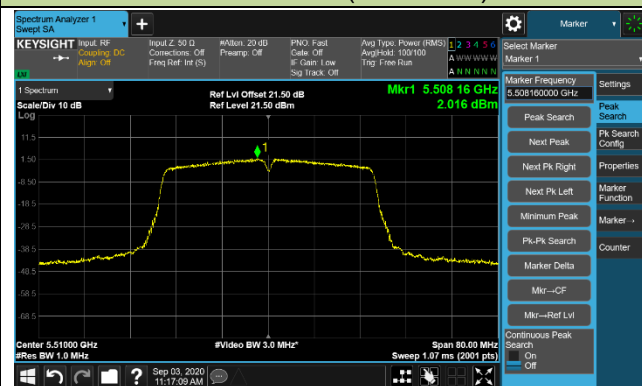 Spectrum Analyzer 1
Swept SA
+
Marker
KEYSIGHT
Input: RF
Coupling: DC
Align: Off
Input Z: 50 Ω
Corrections: Off
Freq Ref: Int (S)
#Atten: 20 dB
Preamp: Off
PNO: Fast
Gate: Off
IF Gain: Low
Sig Track: Off
Avg Type: Power (RMS)
Avg|Hold: 100/100
Trig: Free Run
1 2 3 4 5 6
A W W W W W
A N N N N N
LNI
Select Marker
Marker 1
1 Spectrum
Scale/Div 10 dB
Log
Ref Lvl Offset 21.50 dB
Ref Level 21.50 dBm
Mkr1 5.508 16 GHz
2.016 dBm
11.5
1.50
-8.50
-18.5
-28.5
-38.5
-48.5
-58.5
-68.5
1
Center 5.51000 GHz
#Res BW 1.0 MHz
#Video BW 3.0 MHz*
Span 80.00 MHz
Sweep 1.07 ms (2001 pts)
Marker Frequency
5.508160000 GHz
Peak Search
Next Peak
Next Pk Right
Next Pk Left
Minimum Peak
Pk-Pk Search
Marker Delta
Mkr→CF
Mkr→Ref Lvl
Continuous Peak
Search
On
Off
Settings
Peak
Search
Pk Search
Config
Properties
Marker
Function
Marker→
Counter
?
Sep 03, 2020
11:17:09 AM